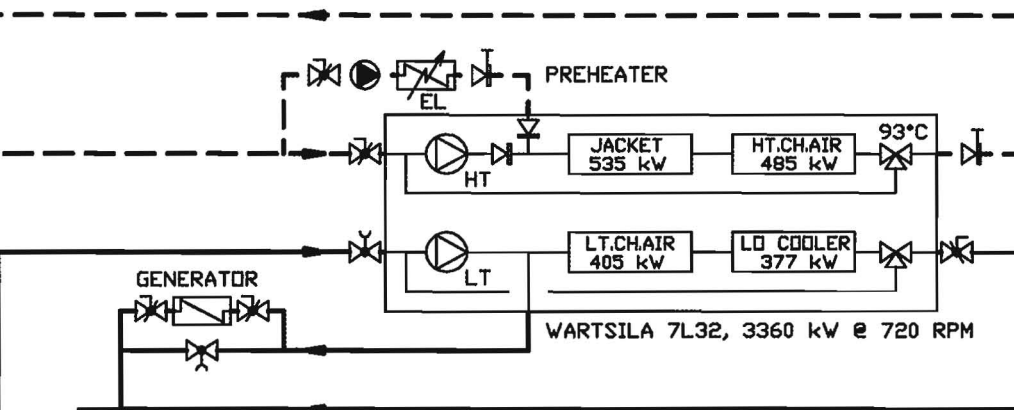 PREHEATER
EL
93°C
JACKET
535 kW
HT.CH.AIR
485 kW
HT
LT.CH.AIR
405 kW
LO COOLER
377 kW
LT
GENERATOR
WARTSILA 7L32, 3360 kW @ 720 RPM